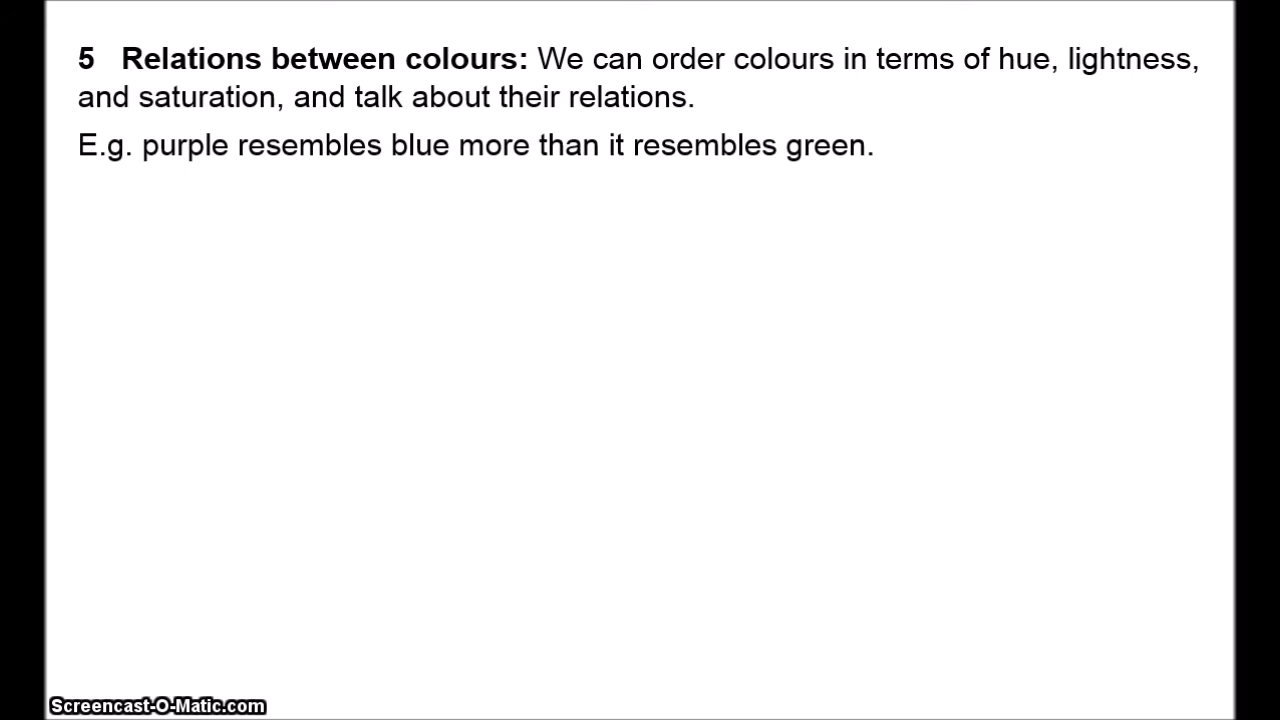 5 Relations between colours: We can order colours in terms of hue, lightness,
and saturation, and talk about their relations.
E.g. purple resembles blue more than it resembles green.
Screencast-O-Matic.com